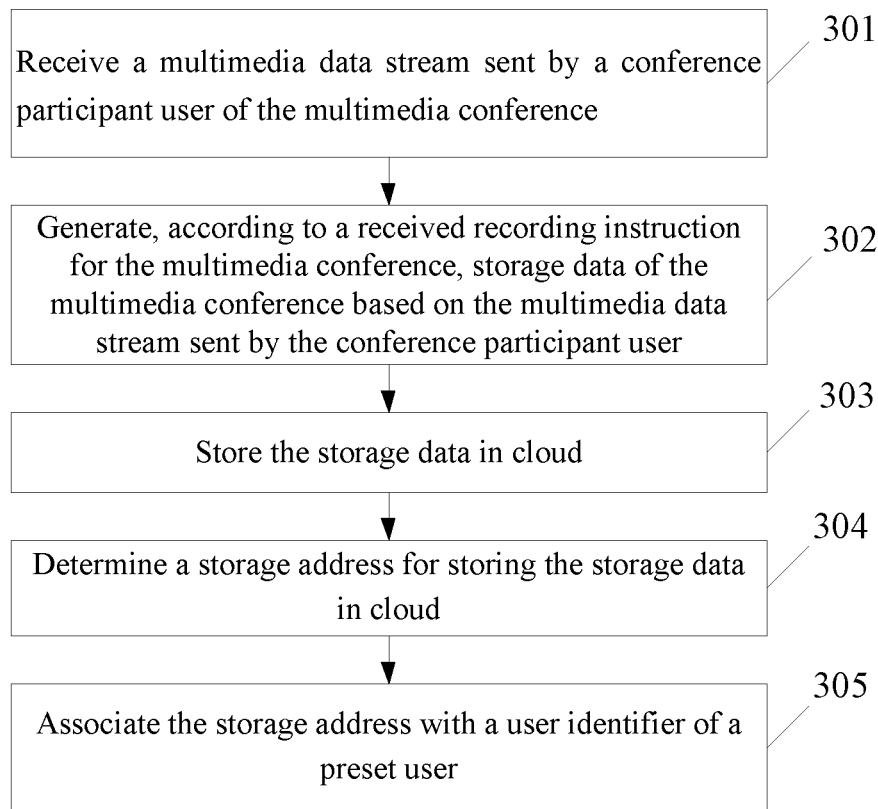 301
Receive a multimedia data stream sent by a conference
participant user of the multimedia conference
302
Generate, according to a received recording instruction
for the multimedia conference, storage data of the
multimedia conference based on the multimedia data
stream sent by the conference participant user
303
Store the storage data in cloud
304
Determine a storage address for storing the storage data
in cloud
305
Associate the storage address with a user identifier of a
preset user